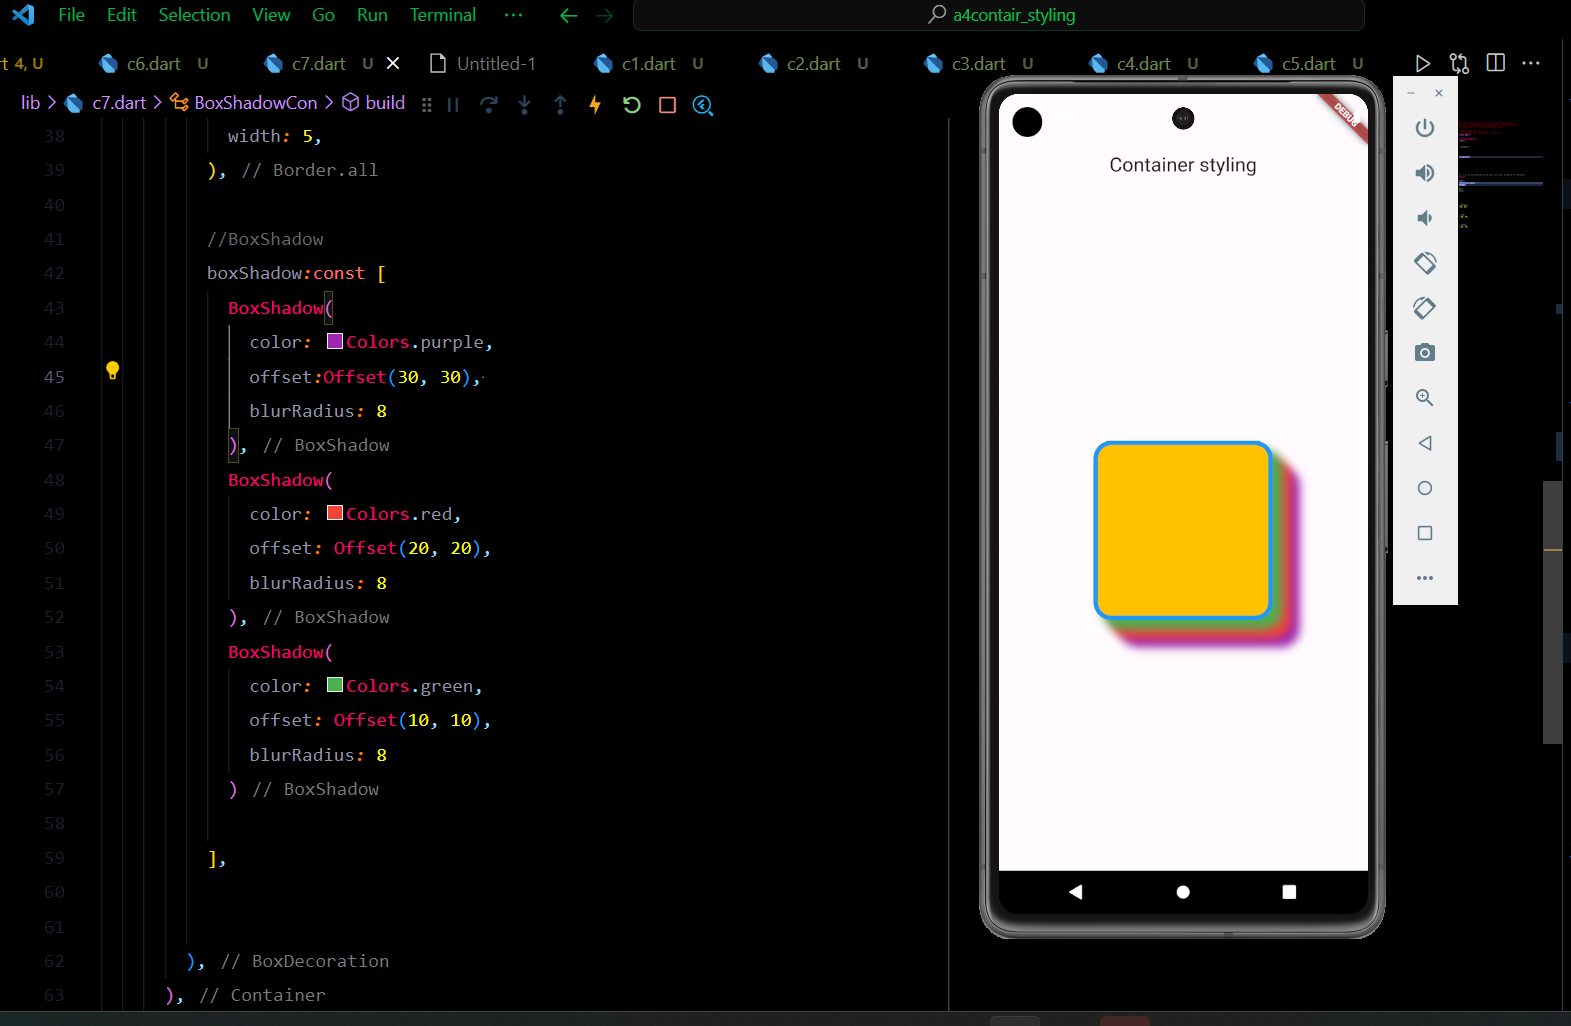 File Edit Selection View Go Run Terminal ··· a4contair_styling
rt 4, U c6.dart U c7.dart U Untitled-1 c1.dart U c2.dart U c3.dart U c4.dart U c5.dart U
lib > c7.dart > BoxShadowCon > build
38 width: 5,
39 ), // Border.all
40
41 //BoxShadow
42 boxShadow:const [
43 BoxShadow(
44 color: Colors.purple,
45 offset:Offset(30, 30),
46 blurRadius: 8
47 ), // BoxShadow
48 BoxShadow(
49 color: Colors.red,
50 offset: Offset(20, 20),
51 blurRadius: 8
52 ), // BoxShadow
53 BoxShadow(
54 color: Colors.green,
55 offset: Offset(10, 10),
56 blurRadius: 8
57 ) // BoxShadow
58
59 ],
60
61
62 ), // BoxDecoration
63 ), // Container
DEBUG
Container styling